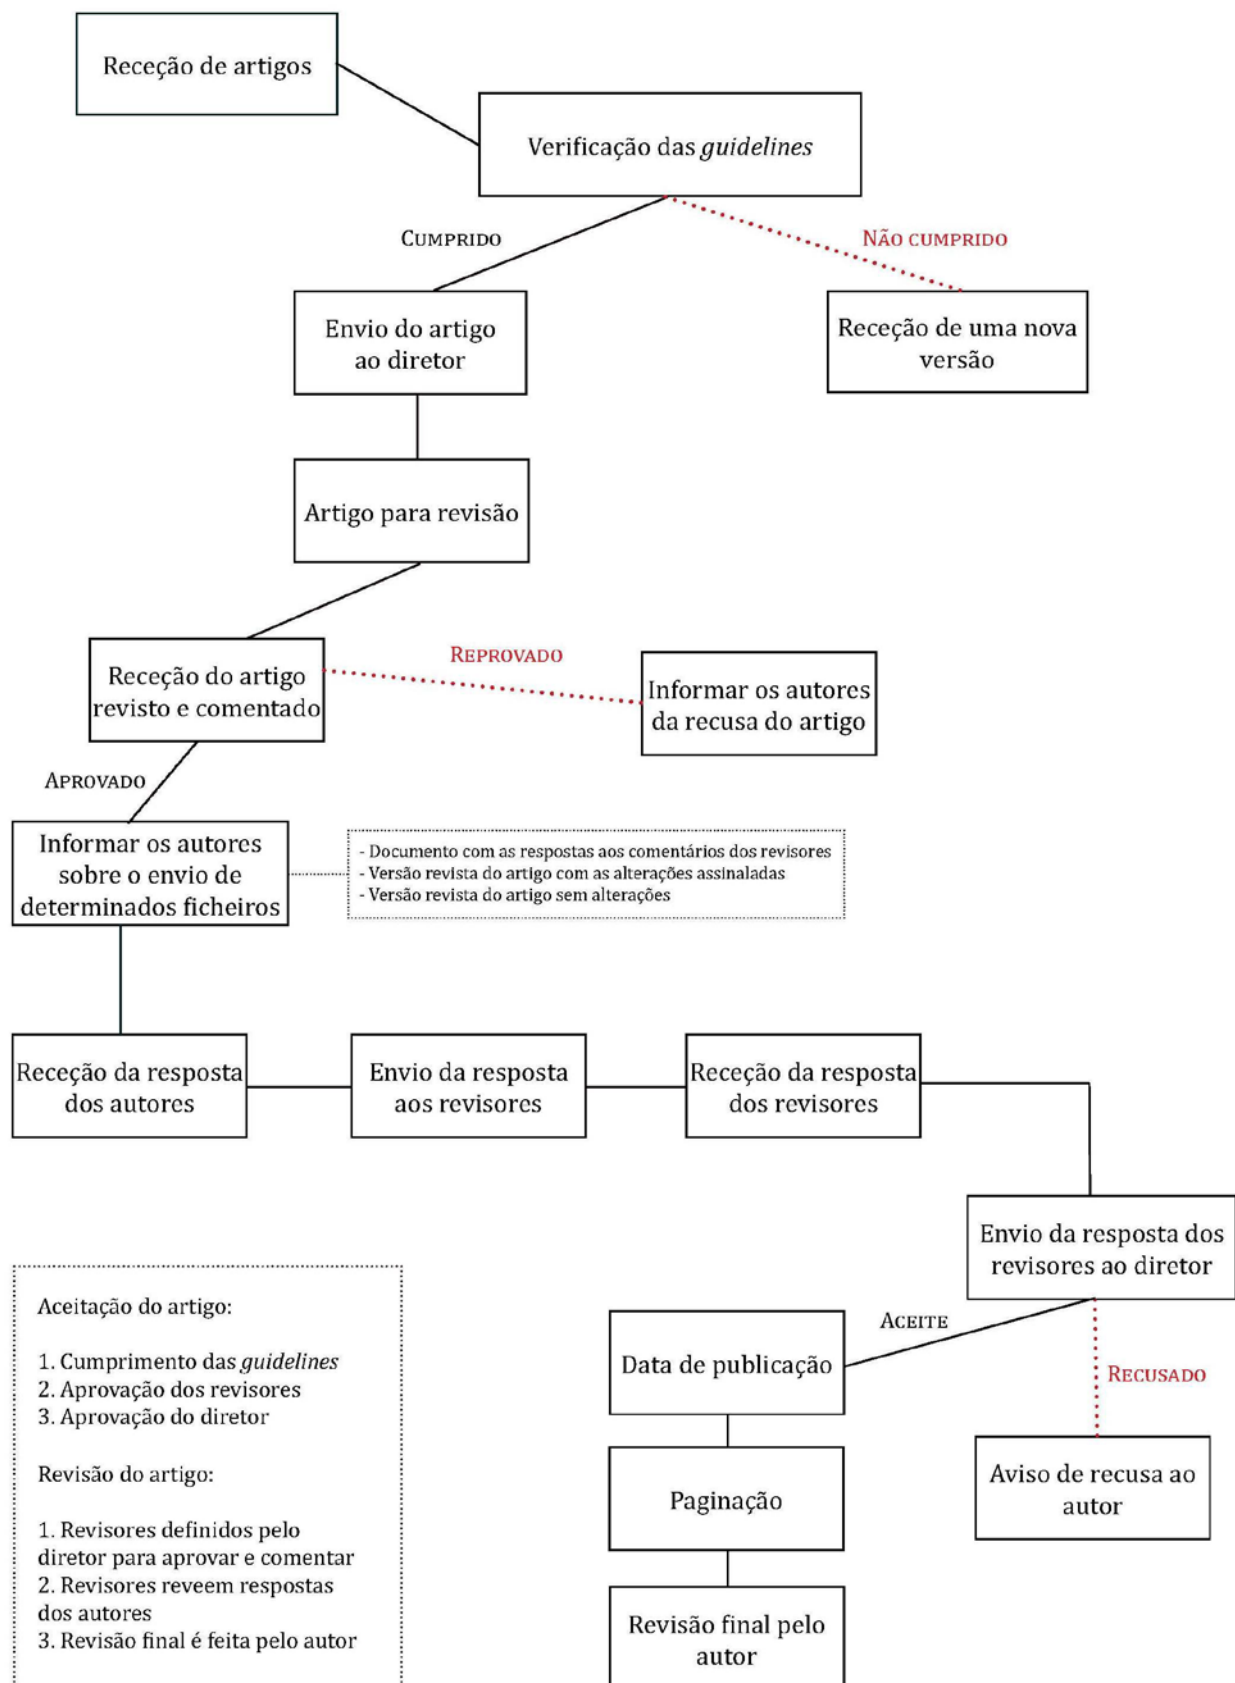 Receção de artigos
Verificação das guidelines
CUMPRIDO
NÃO CUMPRIDO
Envio do artigo
ao diretor
Receção de uma nova
versão
Artigo para revisão
Receção do artigo
revisto e comentado
REPROVADO
Informar os autores
da recusa do artigo
APROVADO
Informar os autores
sobre o envio de
determinados ficheiros
- Documento com as respostas aos comentários dos revisores
- Versão revista do artigo com as alterações assinaladas
- Versão revista do artigo sem alterações
Receção da resposta
dos autores
Envio da resposta
aos revisores
Receção da resposta
dos revisores
Envio da resposta dos
revisores ao diretor
ACEITE
RECUSADO
Data de publicação
Aviso de recusa ao
autor
Paginação
Revisão final pelo
autor
Aceitação do artigo:
1. Cumprimento das guidelines
2. Aprovação dos revisores
3. Aprovação do diretor
Revisão do artigo:
1. Revisores definidos pelo
diretor para aprovar e comentar
2. Revisores reveem respostas
dos autores
3. Revisão final é feita pelo autor